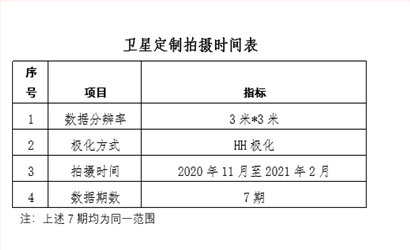 卫星定制拍摄时间表
序号 项目 指标
1 数据分辨率 3米*3米
2 极化方式 HH极化
3 拍摄时间 2020年11月至2021年2月
4 数据期数 7期
注：上述7期均为同一范围